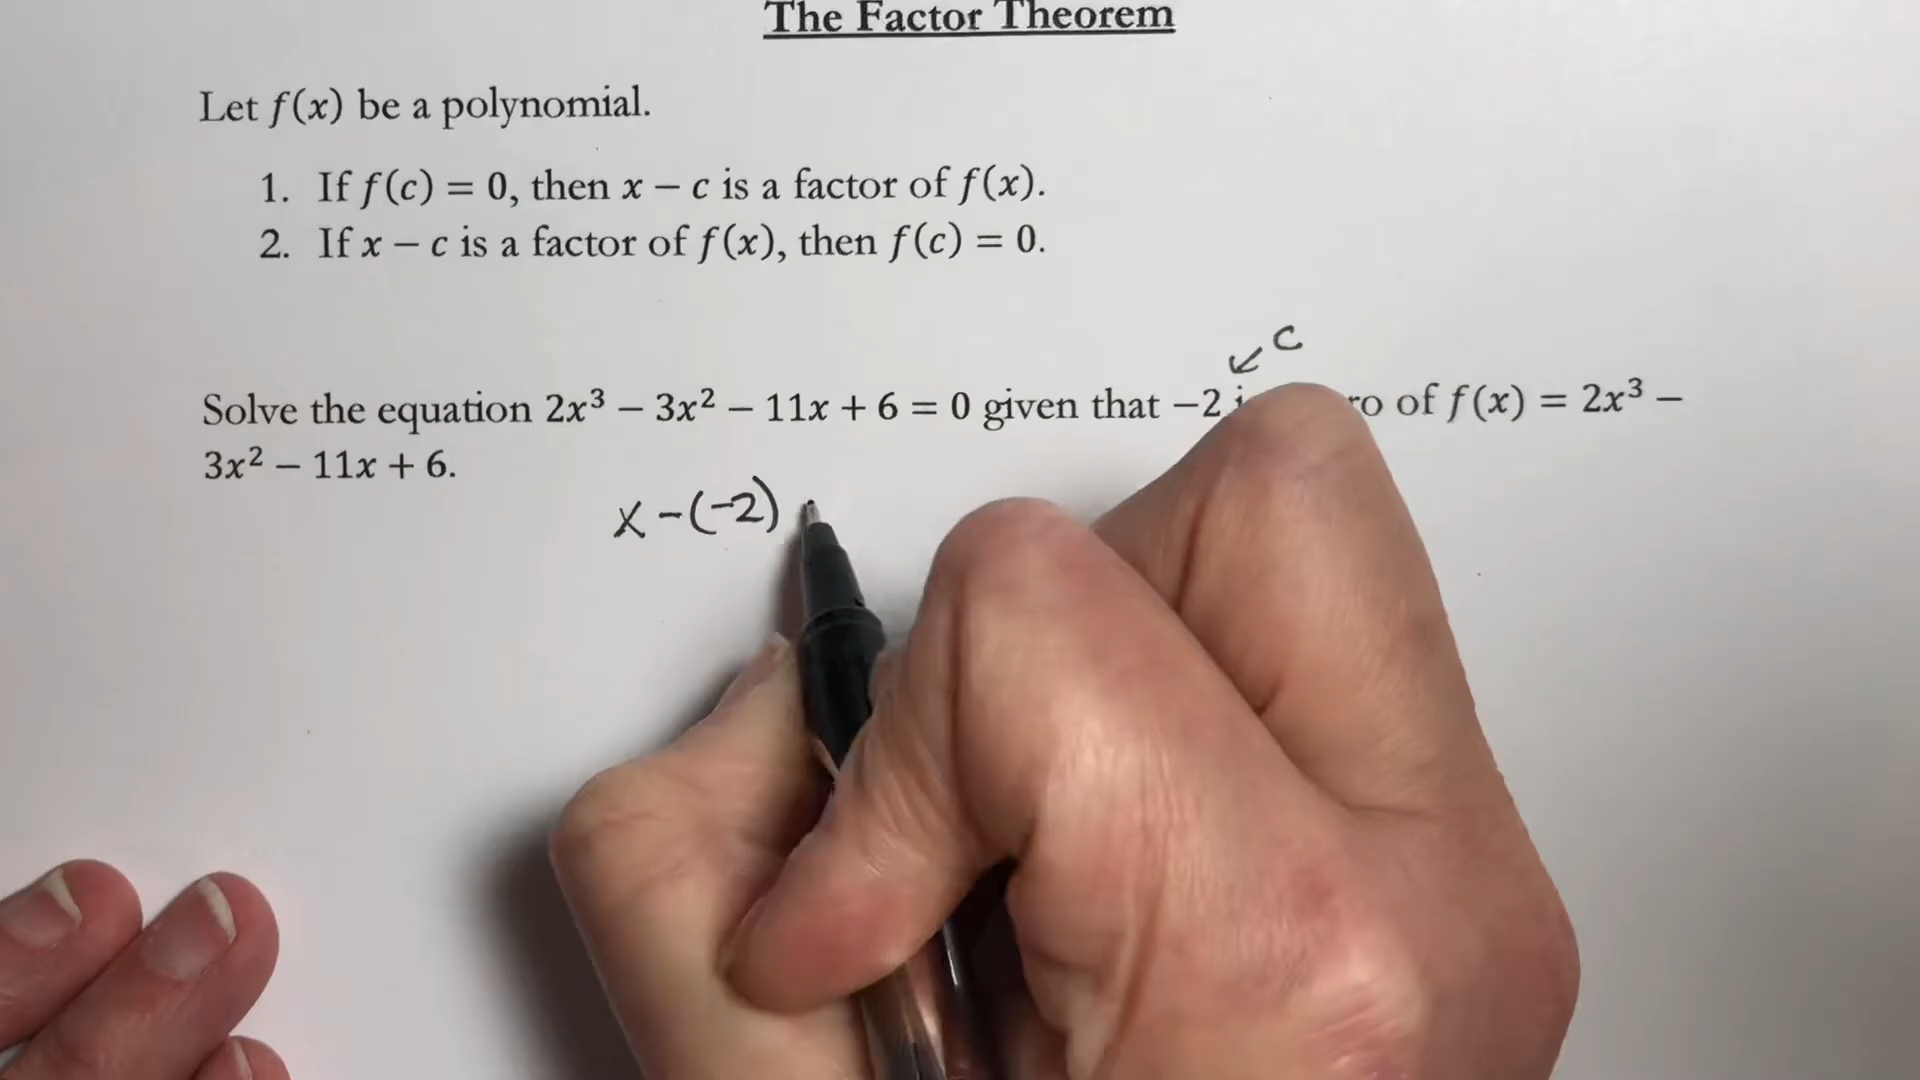 The Factor Theorem
Let f(x) be a polynomial.
1. If f(c) = 0, then x − c is a factor of f(x).
2. If x − c is a factor of f(x), then f(c) = 0.
c
Solve the equation 2x³ − 3x² − 11x + 6 = 0 given that −2 of f(x) = 2x³ −
3x² − 11x + 6.
x - (-2)